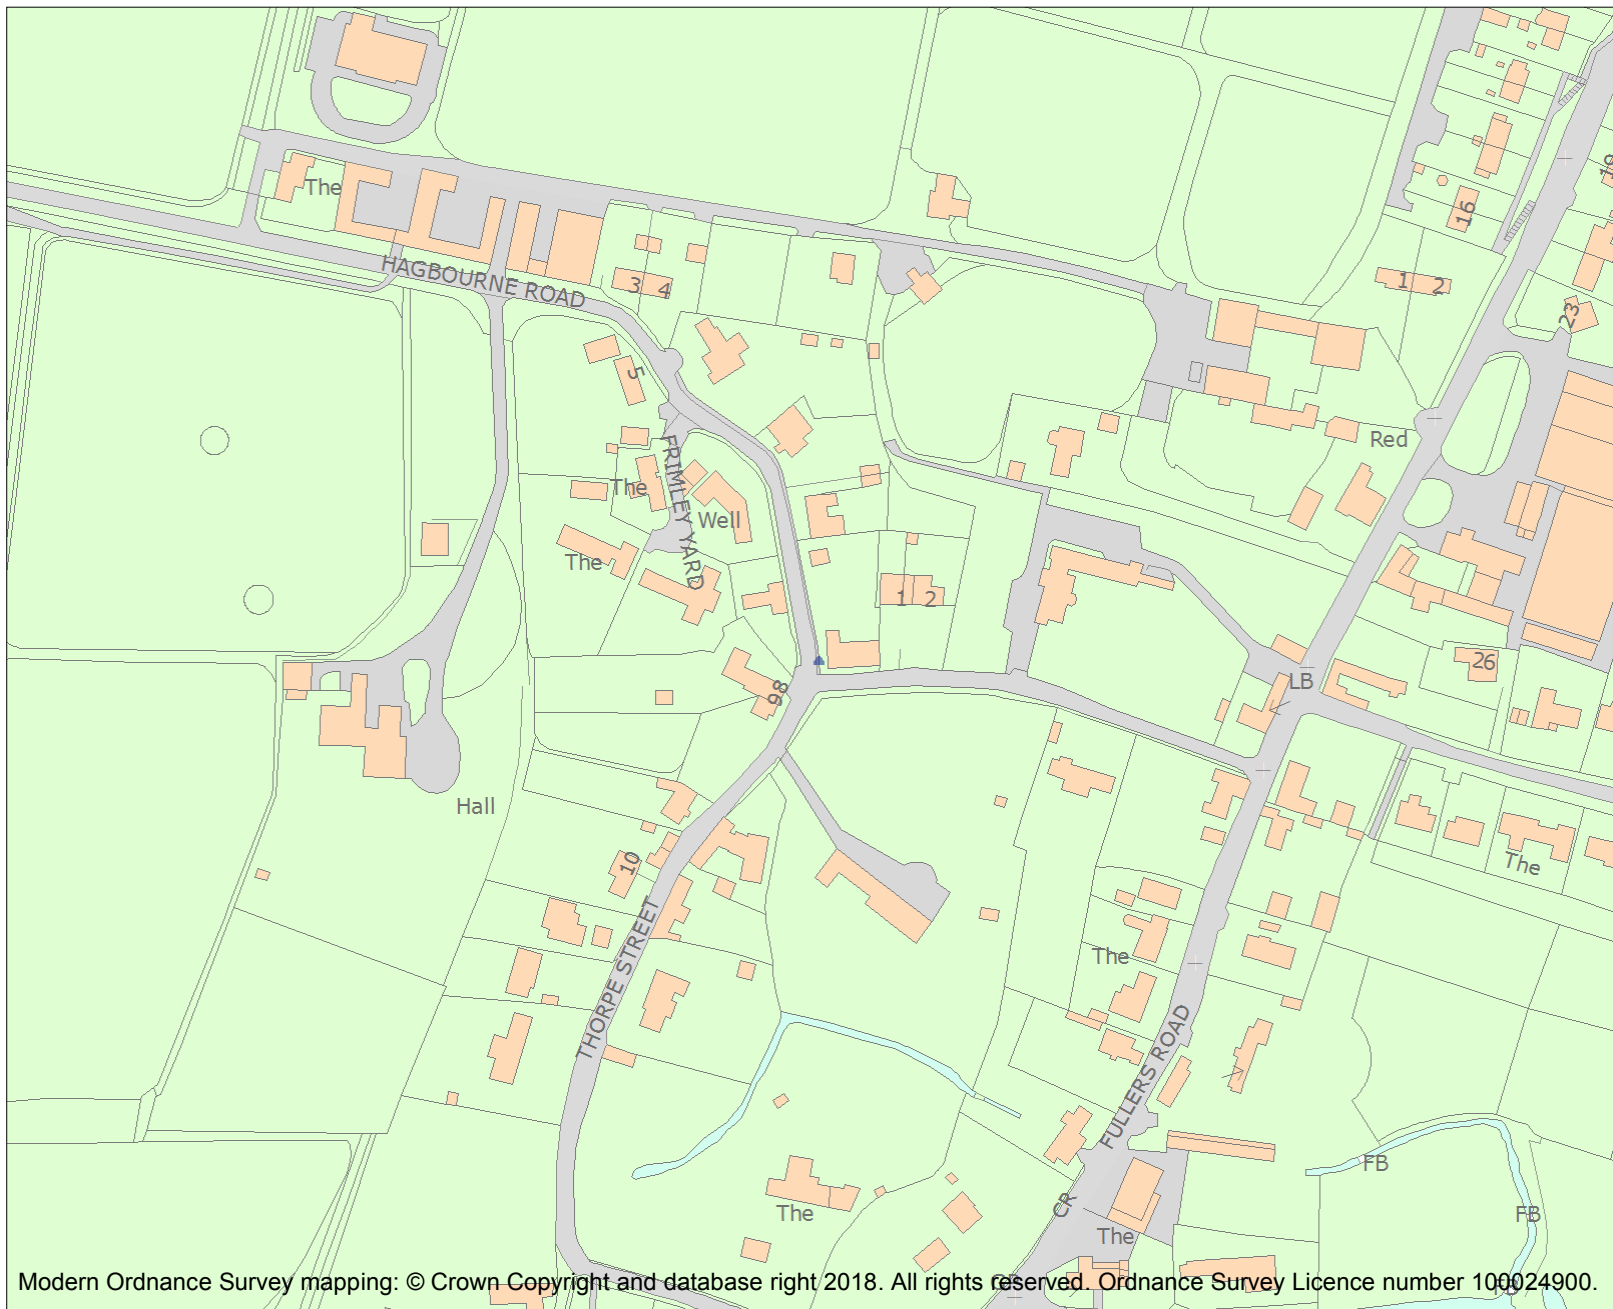 The
HAGBOURNE ROAD
3 4
16
19
1 2
23
5
Red
FRIMLEY YARD
The
Well
The
1 2
26
LB
98
Hall
10
The
THORPE STREET
The
FULLERS ROAD
FB
CR
The
The
FB
Modern Ordnance Survey mapping: © Crown Copyright and database right 2018. All rights reserved. Ordnance Survey Licence number 100024900.